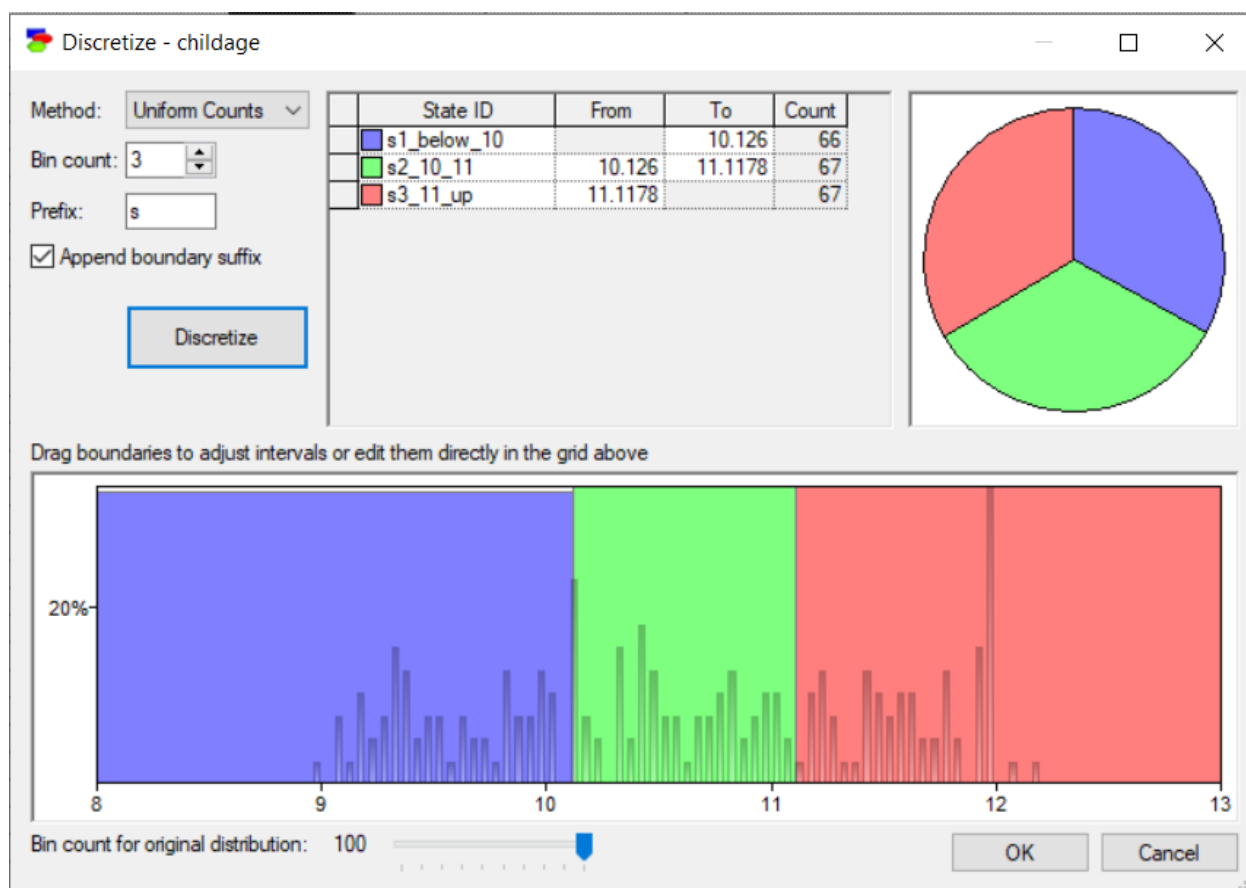 Discretize - childage
Method: Uniform Counts
Bin count: 3
Prefix: s
Append boundary suffix
Discretize
State ID From To Count
s1_below_10 10.126 66
s2_10_11 10.126 11.1178 67
s3_11_up 11.1178 67
Drag boundaries to adjust intervals or edit them directly in the grid above
20%
8 9 10 11 12 13
Bin count for original distribution: 100
OK Cancel